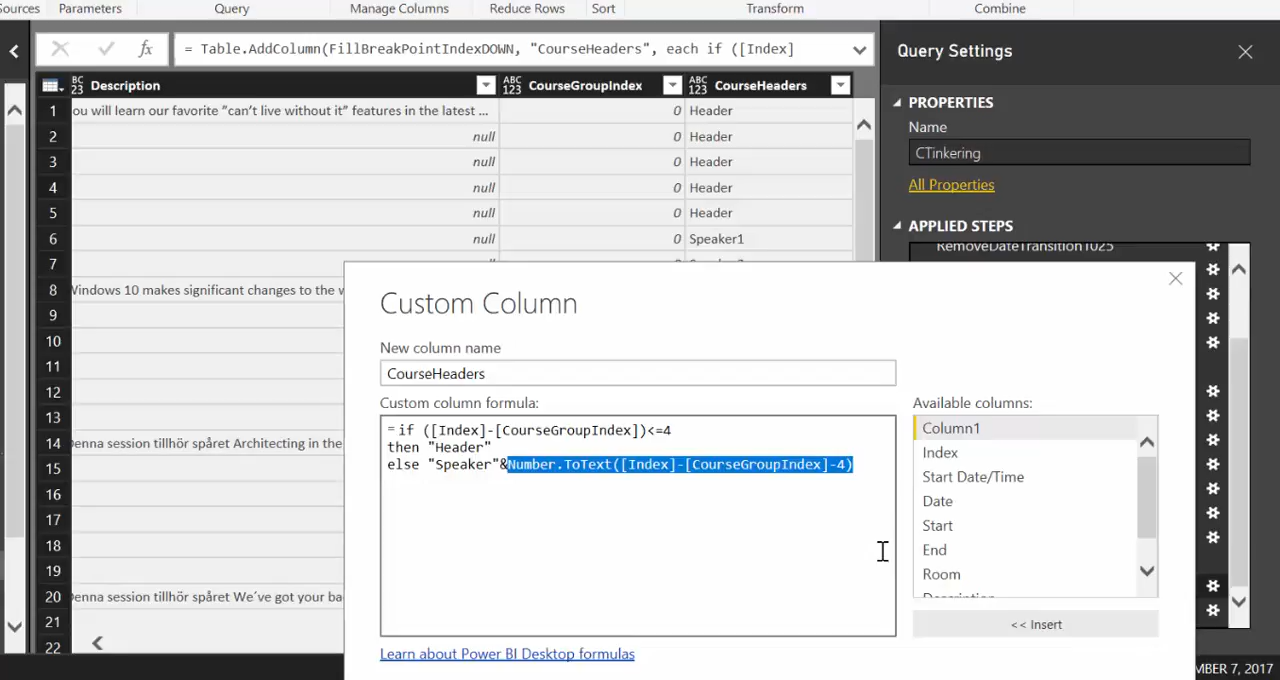 Sources Parameters Query Manage Columns Reduce Rows Sort Transform Combine
fx = Table.AddColumn(FillBreakPointIndexDOWN, "CourseHeaders", each if ([Index]
Query Settings
PROPERTIES
Name
CTinkering
All Properties
APPLIED STEPS
RemoveDateTransition1025
Description ABC 123 CourseGroupIndex ABC 123 CourseHeaders
1 ou will learn our favorite "can't live without it" features in the latest ... 0 Header
2 null 0 Header
3 null 0 Header
4 null 0 Header
5 null 0 Header
6 null 0 Speaker1
7
8 Windows 10 makes significant changes to the w
9
10
11
12
13
14 Denna session tillhör spåret Architecting in the
15
16
17
18
19
20 Denna session tillhör spåret We´ve got your ba
21
22
Custom Column
New column name
CourseHeaders
Custom column formula:
= if ([Index]-[CourseGroupIndex])<=4
then "Header"
else "Speaker"&Number.ToText([Index]-[CourseGroupIndex]-4)
Available columns:
Column1
Index
Start Date/Time
Date
Start
End
Room
Description
<< Insert
Learn about Power BI Desktop formulas
MBER 7, 2017